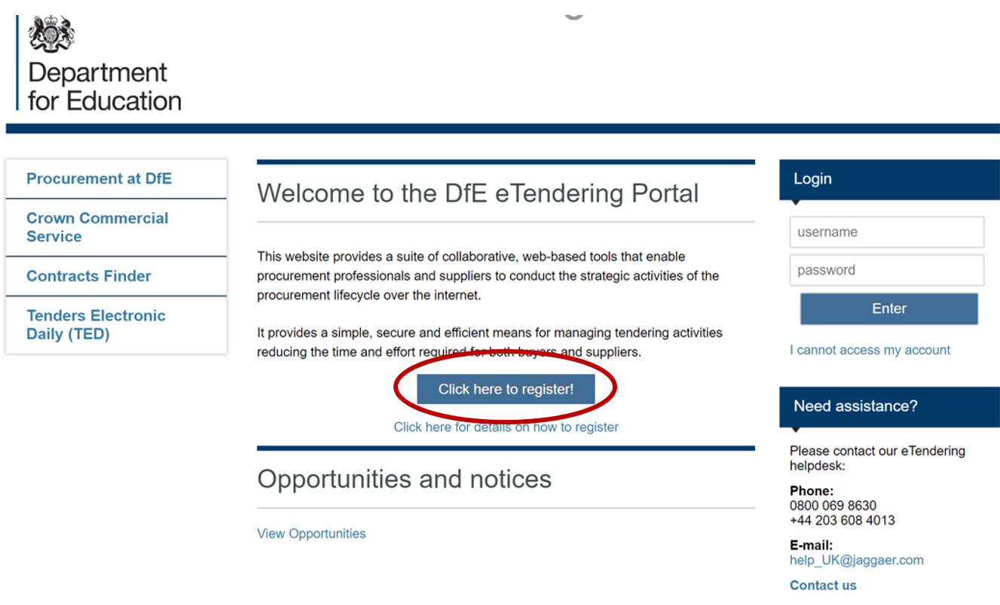 Department
for Education
Procurement at DfE
Crown Commercial
Service
Contracts Finder
Tenders Electronic
Daily (TED)
Welcome to the DfE eTendering Portal
This website provides a suite of collaborative, web-based tools that enable
procurement professionals and suppliers to conduct the strategic activities of the
procurement lifecycle over the internet.
It provides a simple, secure and efficient means for managing tendering activities
reducing the time and effort required for both buyers and suppliers.
Click here to register!
Click here for details on how to register
Opportunities and notices
View Opportunities
Login
username
password
Enter
I cannot access my account
Need assistance?
Please contact our eTendering
helpdesk:
Phone:
0800 069 8630
+44 203 608 4013
E-mail:
help_UK@jaggaer.com
Contact us